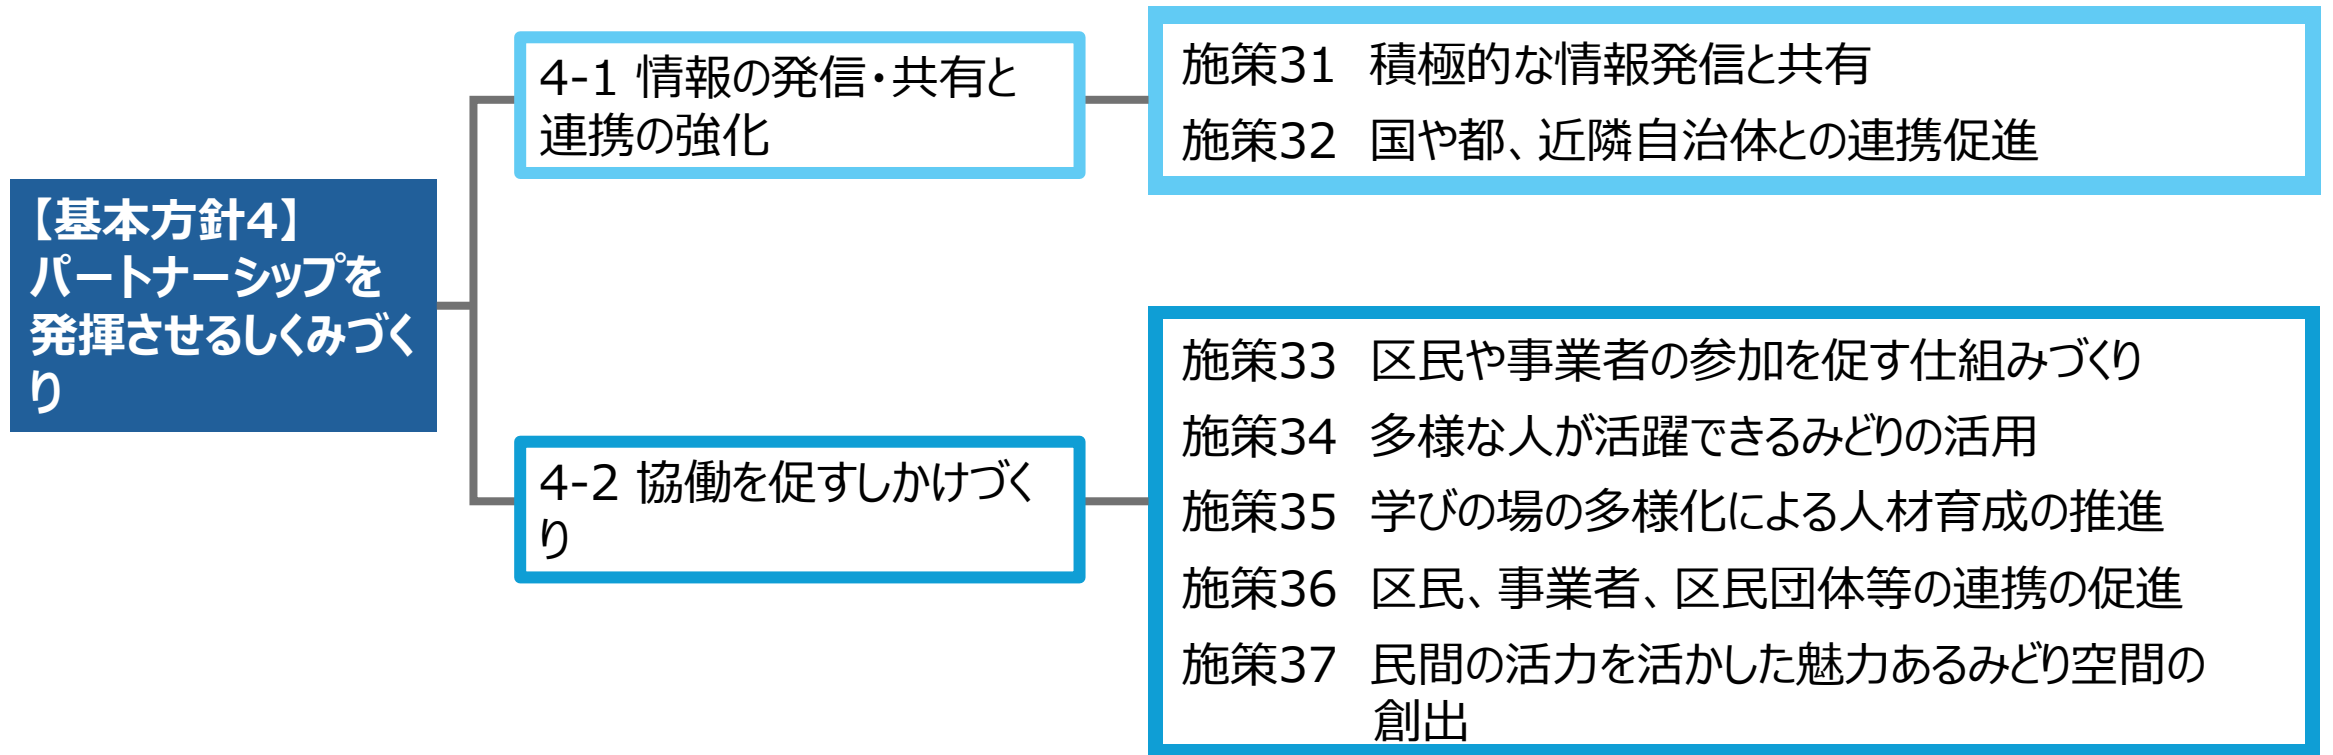 【基本方針4】
パートナーシップを
発揮させるしくみづく
り
4-1 情報の発信・共有と
連携の強化
施策31 積極的な情報発信と共有
施策32 国や都、近隣自治体との連携促進
4-2 協働を促すしかけづく
り
施策33 区民や事業者の参加を促す仕組みづくり
施策34 多様な人が活躍できるみどりの活用
施策35 学びの場の多様化による人材育成の推進
施策36 区民、事業者、区民団体等の連携の促進
施策37 民間の活力を活かした魅力あるみどり空間の
創出